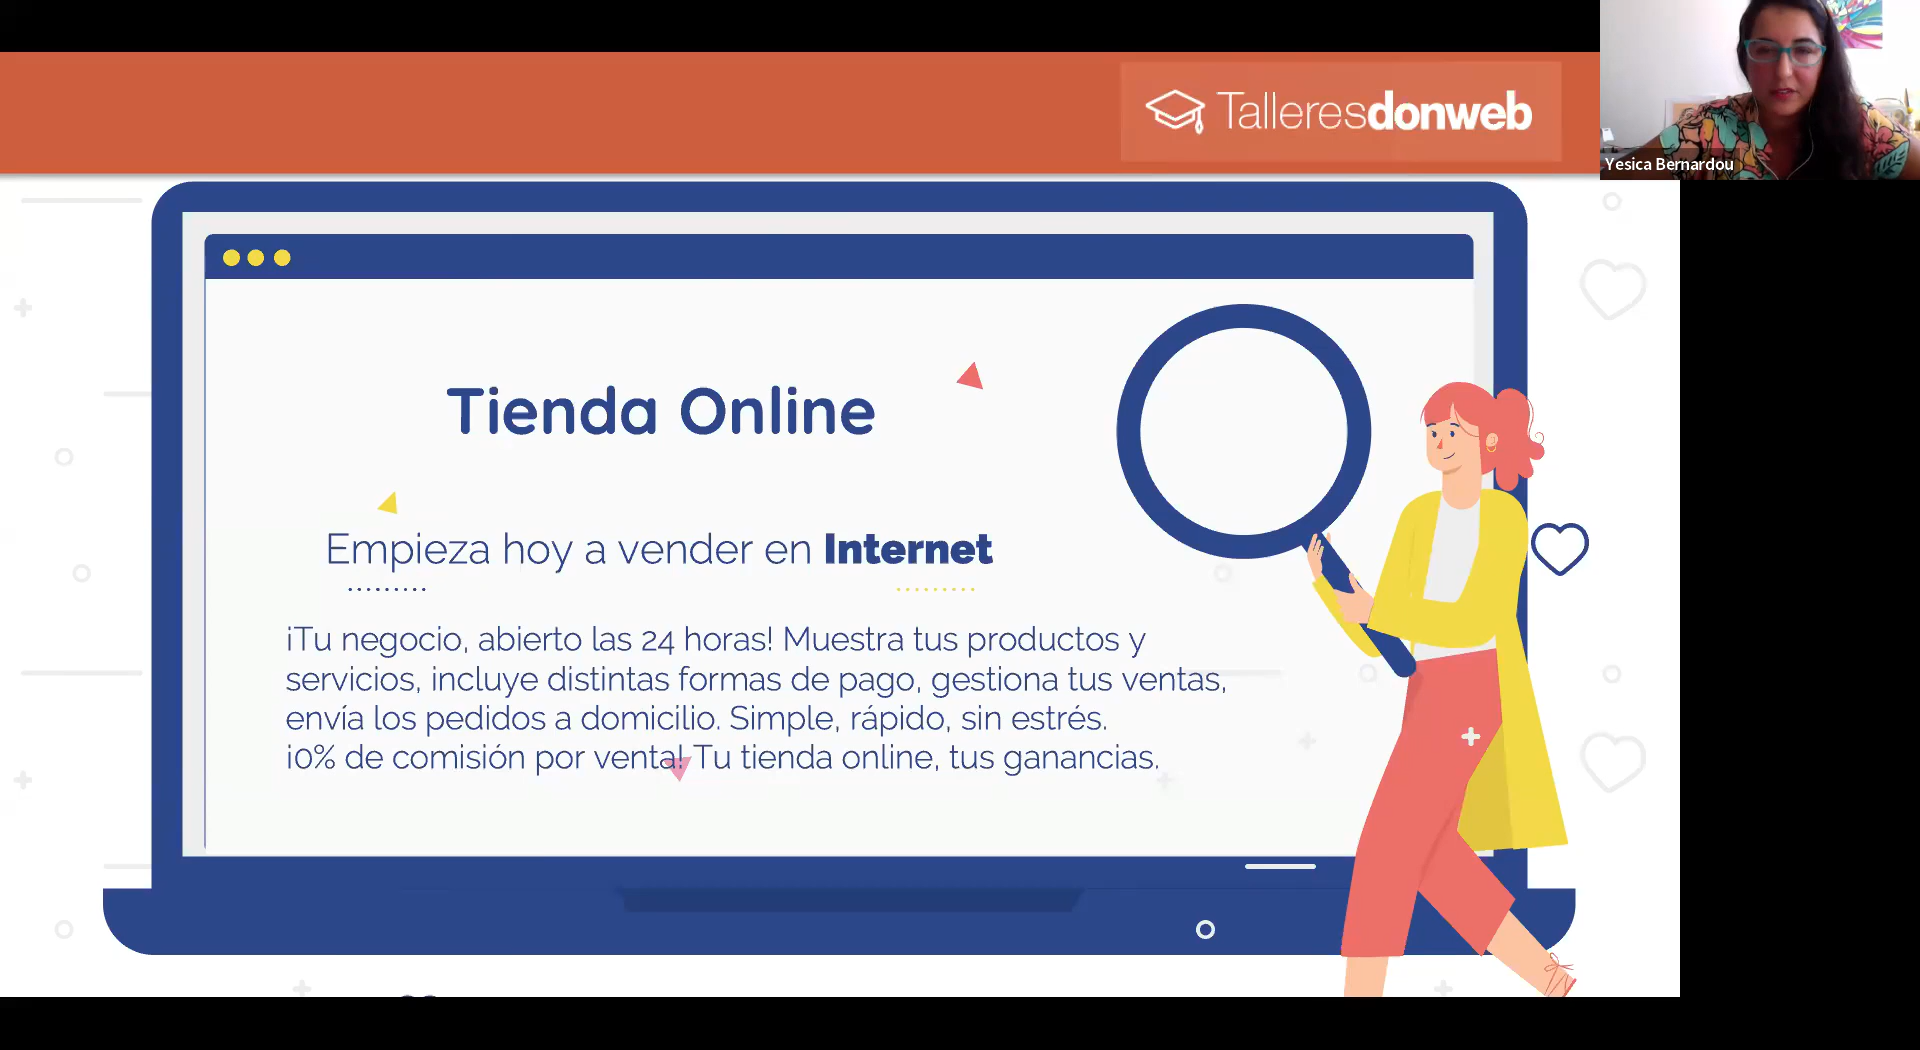 Talleresdonweb
Yesica Bernardou
Tienda Online
Empieza hoy a vender en Internet
¡Tu negocio, abierto las 24 horas! Muestra tus productos y
servicios, incluye distintas formas de pago, gestiona tus ventas,
envía los pedidos a domicilio. Simple, rápido, sin estrés.
¡0% de comisión por venta! Tu tienda online, tus ganancias.